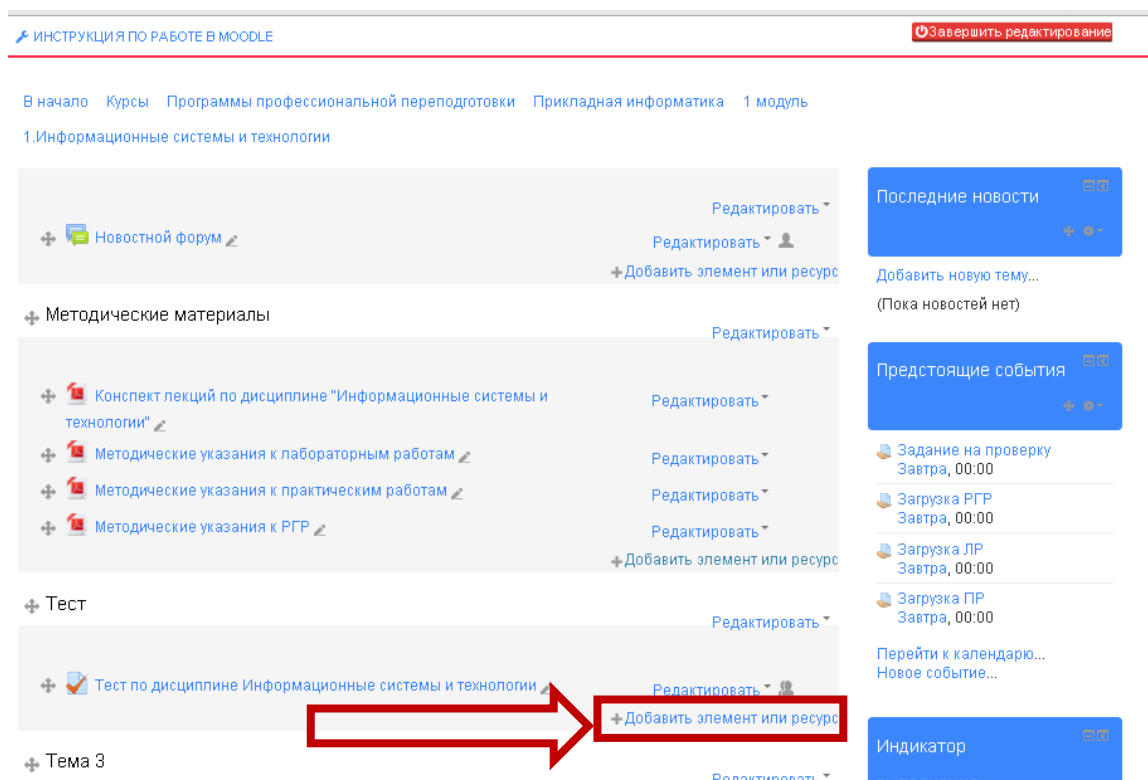 ИНСТРУКЦИЯ ПО РАБОТЕ В MOODLE
Завершить редактирование
В начало Курсы Программы профессиональной переподготовки Прикладная информатика 1 модуль
1.Информационные системы и технологии
Редактировать
Новостной форум
Редактировать
+Добавить элемент или ресурс
Методические материалы
Редактировать
Конспект лекций по дисциплине "Информационные системы и
технологии"
Редактировать
Методические указания к лабораторным работам
Редактировать
Методические указания к практическим работам
Редактировать
Методические указания к РГР
Редактировать
+Добавить элемент или ресурс
Тест
Редактировать
Тест по дисциплине Информационные системы и технологии
Редактировать
+Добавить элемент или ресурс
Тема 3
Редактировать
Последние новости
Добавить новую тему...
(Пока новостей нет)
Предстоящие события
Задание на проверку
Завтра, 00:00
Загрузка РГР
Завтра, 00:00
Загрузка ЛР
Завтра, 00:00
Загрузка ПР
Завтра, 00:00
Перейти к календарю...
Новое событие...
Индикатор